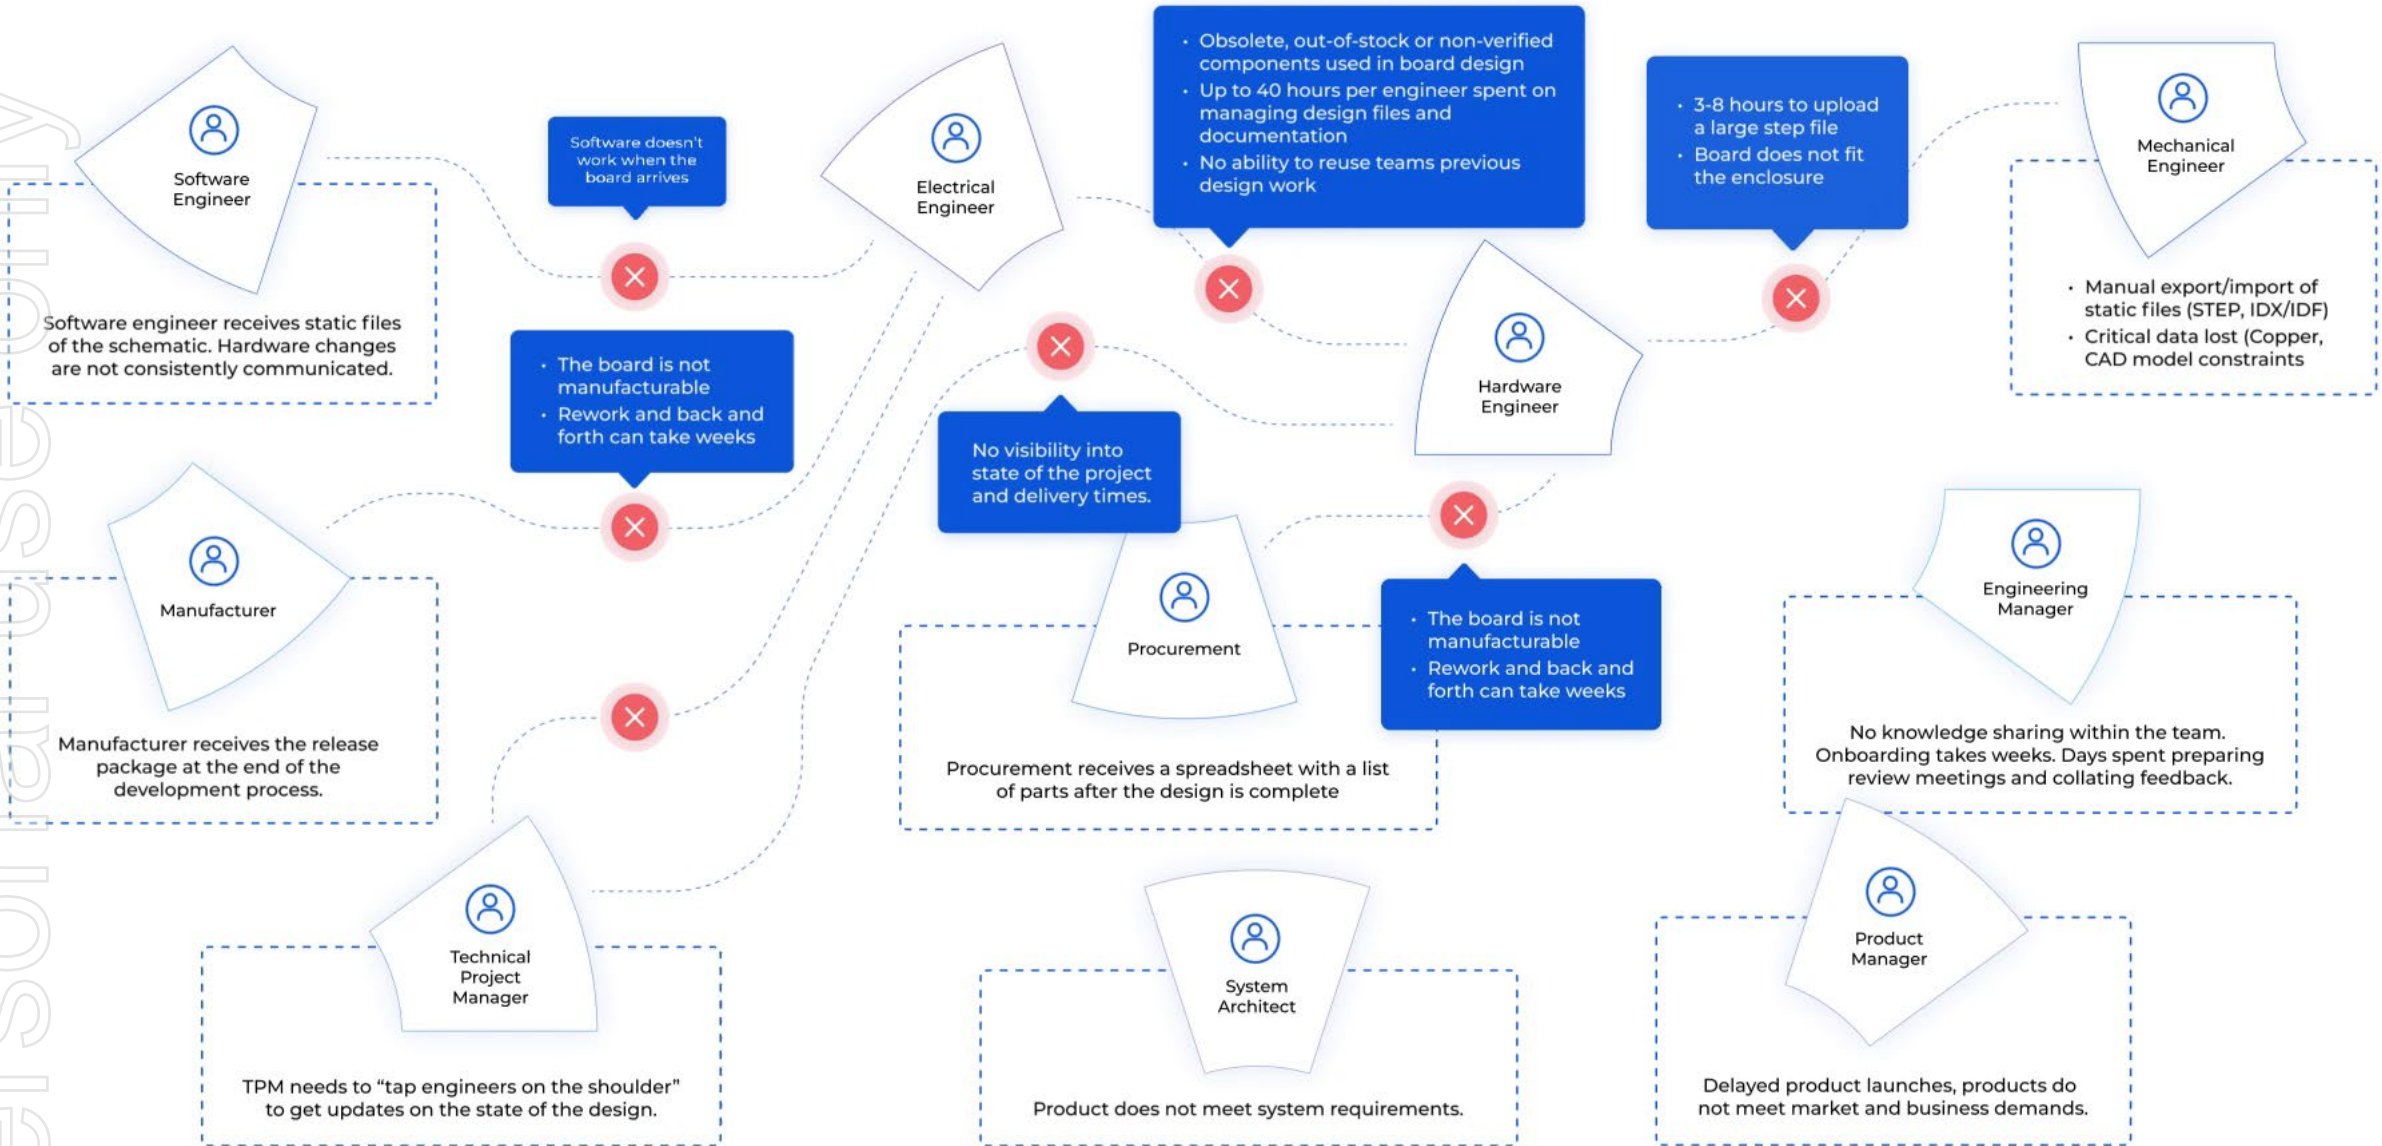 Software
Engineer
Software engineer receives static files
of the schematic. Hardware changes
are not consistently communicated.
Software doesn't
work when the
board arrives
Electrical
Engineer
• Obsolete, out-of-stock or non-verified
components used in board design
• Up to 40 hours per engineer spent on
managing design files and
documentation
• No ability to reuse teams previous
design work
• 3-8 hours to upload
a large step file
• Board does not fit
the enclosure
Mechanical
Engineer
• Manual export/import of
static files (STEP, IDX/IDF)
• Critical data lost (Copper,
CAD model constraints
• The board is not
manufacturable
• Rework and back and
forth can take weeks
Hardware
Engineer
No visibility into
state of the project
and delivery times.
Manufacturer
Manufacturer receives the release
package at the end of the
development process.
Procurement
Procurement receives a spreadsheet with a list
of parts after the design is complete
• The board is not
manufacturable
• Rework and back and
forth can take weeks
Engineering
Manager
No knowledge sharing within the team.
Onboarding takes weeks. Days spent preparing
review meetings and collating feedback.
Technical
Project
Manager
TPM needs to “tap engineers on the shoulder”
to get updates on the state of the design.
System
Architect
Product does not meet system requirements.
Product
Manager
Delayed product launches, products do
not meet market and business demands.